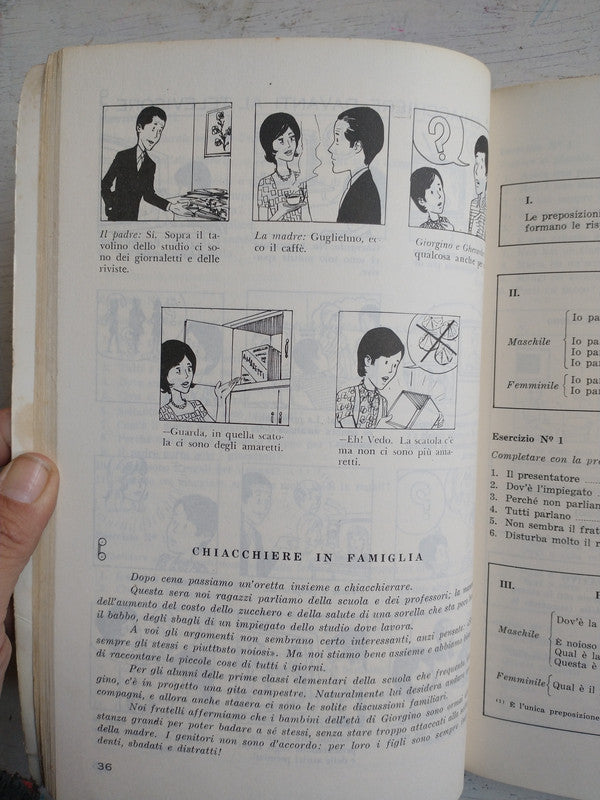 Il padre: Sì. Sopra il ta-
volino dello studio ci so-
no dei giornaletti e delle
riviste.
La madre: Guglielmo, ec-
co il caffè.
Giorgino e
qualcosa anche
?
—Guarda, in quella scato-
la ci sono degli amaretti.
—Eh! Vedo. La scatola c'è
ma non ci sono più ama-
retti.
CHIACCHIERE IN FAMIGLIA
Dopo cena passiamo un'oretta insieme a chiacchierare.
Questa sera noi ragazzi parliamo della scuola e dei professori; la
dell'aumento del costo dello zucchero e della salute di una sorella che sta poco
il babbo, degli sbagli di un impiegato dello studio dove lavora.
A voi gli argomenti non sembrano certo interessanti, anzi pensate:
sempre gli stessi e piuttosto noiosi». Ma noi stiamo bene assieme e abbiamo
di raccontare le piccole cose di tutti i giorni.
Per gli alunni delle prime classi elementari della scuola che frequenta
gino, c'è in progetto una gita campestre. Naturalmente lui desidera andare
compagni, e allora anche stasera ci sono le solite discussioni familiari.
Noi fratelli affermiamo che i bambini dell'età di Giorgino sono ormai
stanza grandi per poter badare a sé stessi, senza stare troppo attaccati alle
della madre. I genitori non sono d'accordo: per loro i figli sono sempre
denti, sbadati e distratti!
36
I.
Le preposizioni
formano le
II.
Io
Maschile
Io
Io
Io
Femminile
Io
Io
Esercizio Nº 1
Completare con la
1. Il presentatore
2. Dov'è l'impiegato
3. Perché non
4. Tutti parlano
5. Non sembra il
6. Disturba molto il
III.
Dov'è la
Maschile
È noioso
Qual è
Questa è
Femminile
Qual è il
(1) È l'unica preposizione